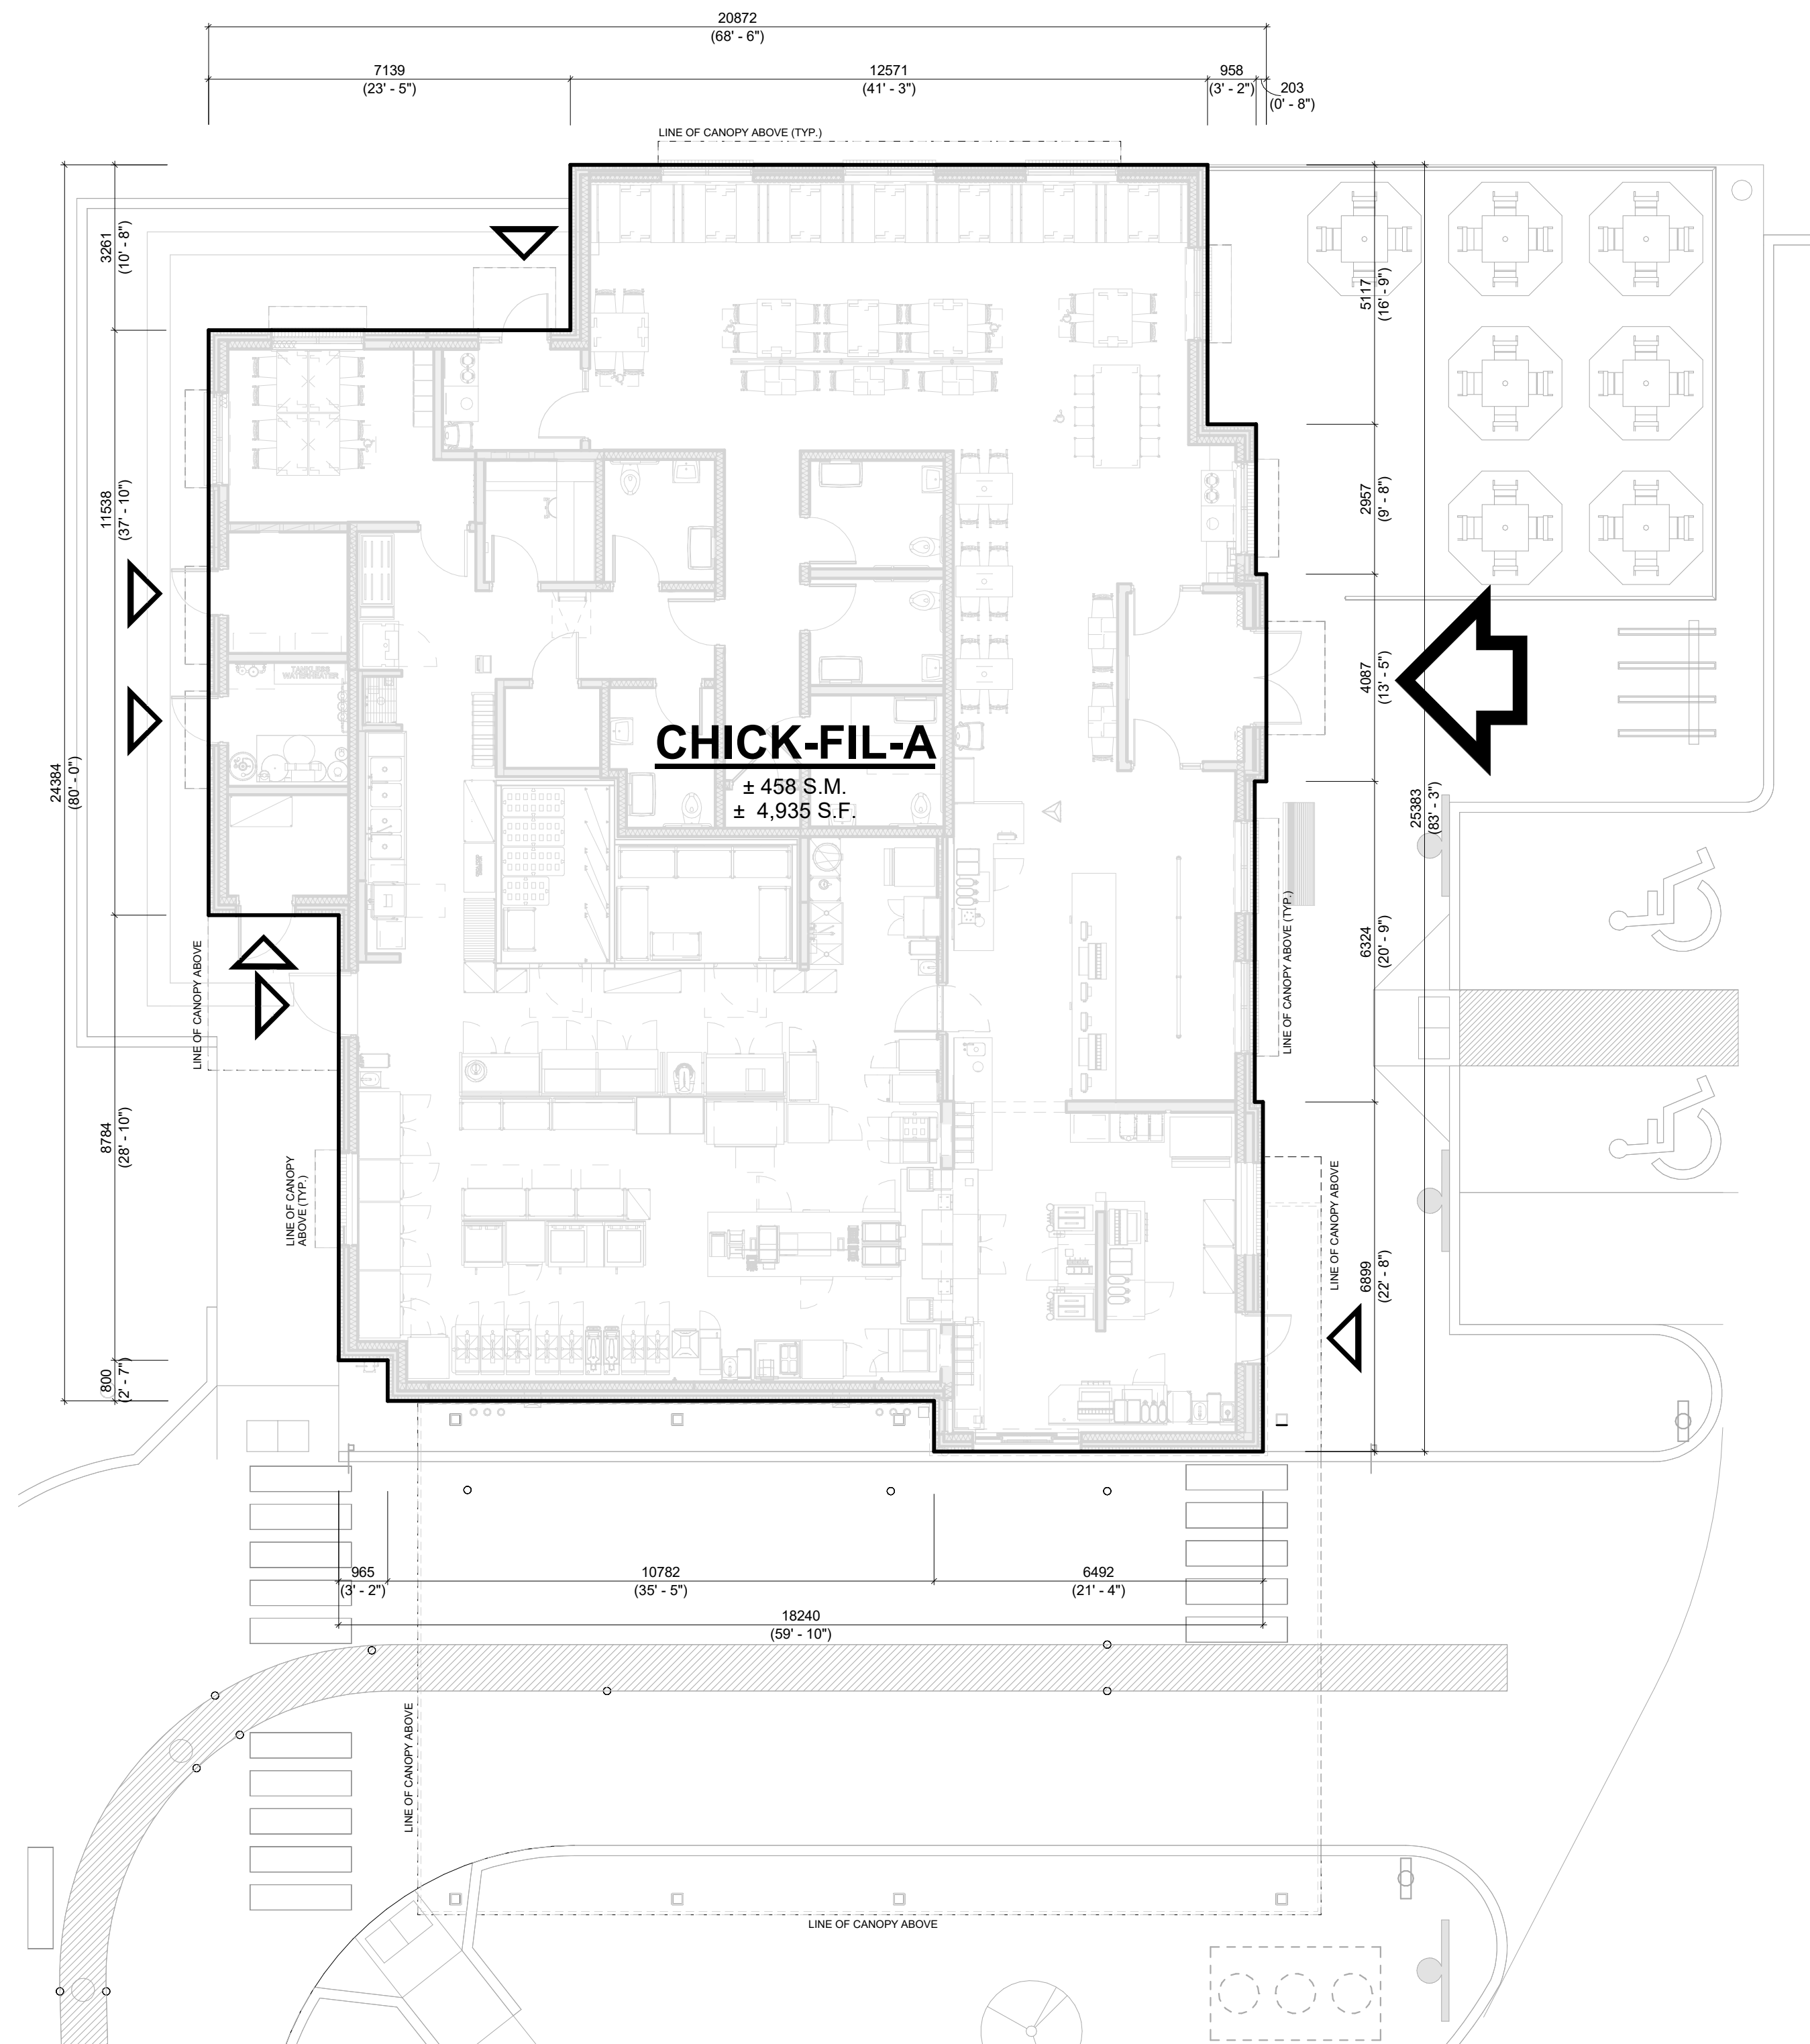 20872
(68' - 6")
7139
(23' - 5")
12571
(41' - 3")
958
(3' - 2")
203
(0' - 8")
LINE OF CANOPY ABOVE (TYP.)
3261
(10' - 8")
5117
(16' - 9")
11538
(37' - 10")
2957
(9' - 8")
TANKLESS
WATERHEATER
4087
(13' - 5")
CHICK-FIL-A
± 458 S.M.
± 4,935 S.F.
24384
(80' - 0")
25383
(83' - 3")
LINE OF CANOPY ABOVE
6324
(20' - 9")
LINE OF CANOPY ABOVE (TYP.)
8784
(28' - 10")
LINE OF CANOPY
ABOVE (TYP.)
LINE OF CANOPY ABOVE
6899
(22' - 8")
800
(2' - 7")
965
(3' - 2")
10782
(35' - 5")
6492
(21' - 4")
18240
(59' - 10")
LINE OF CANOPY ABOVE
LINE OF CANOPY ABOVE